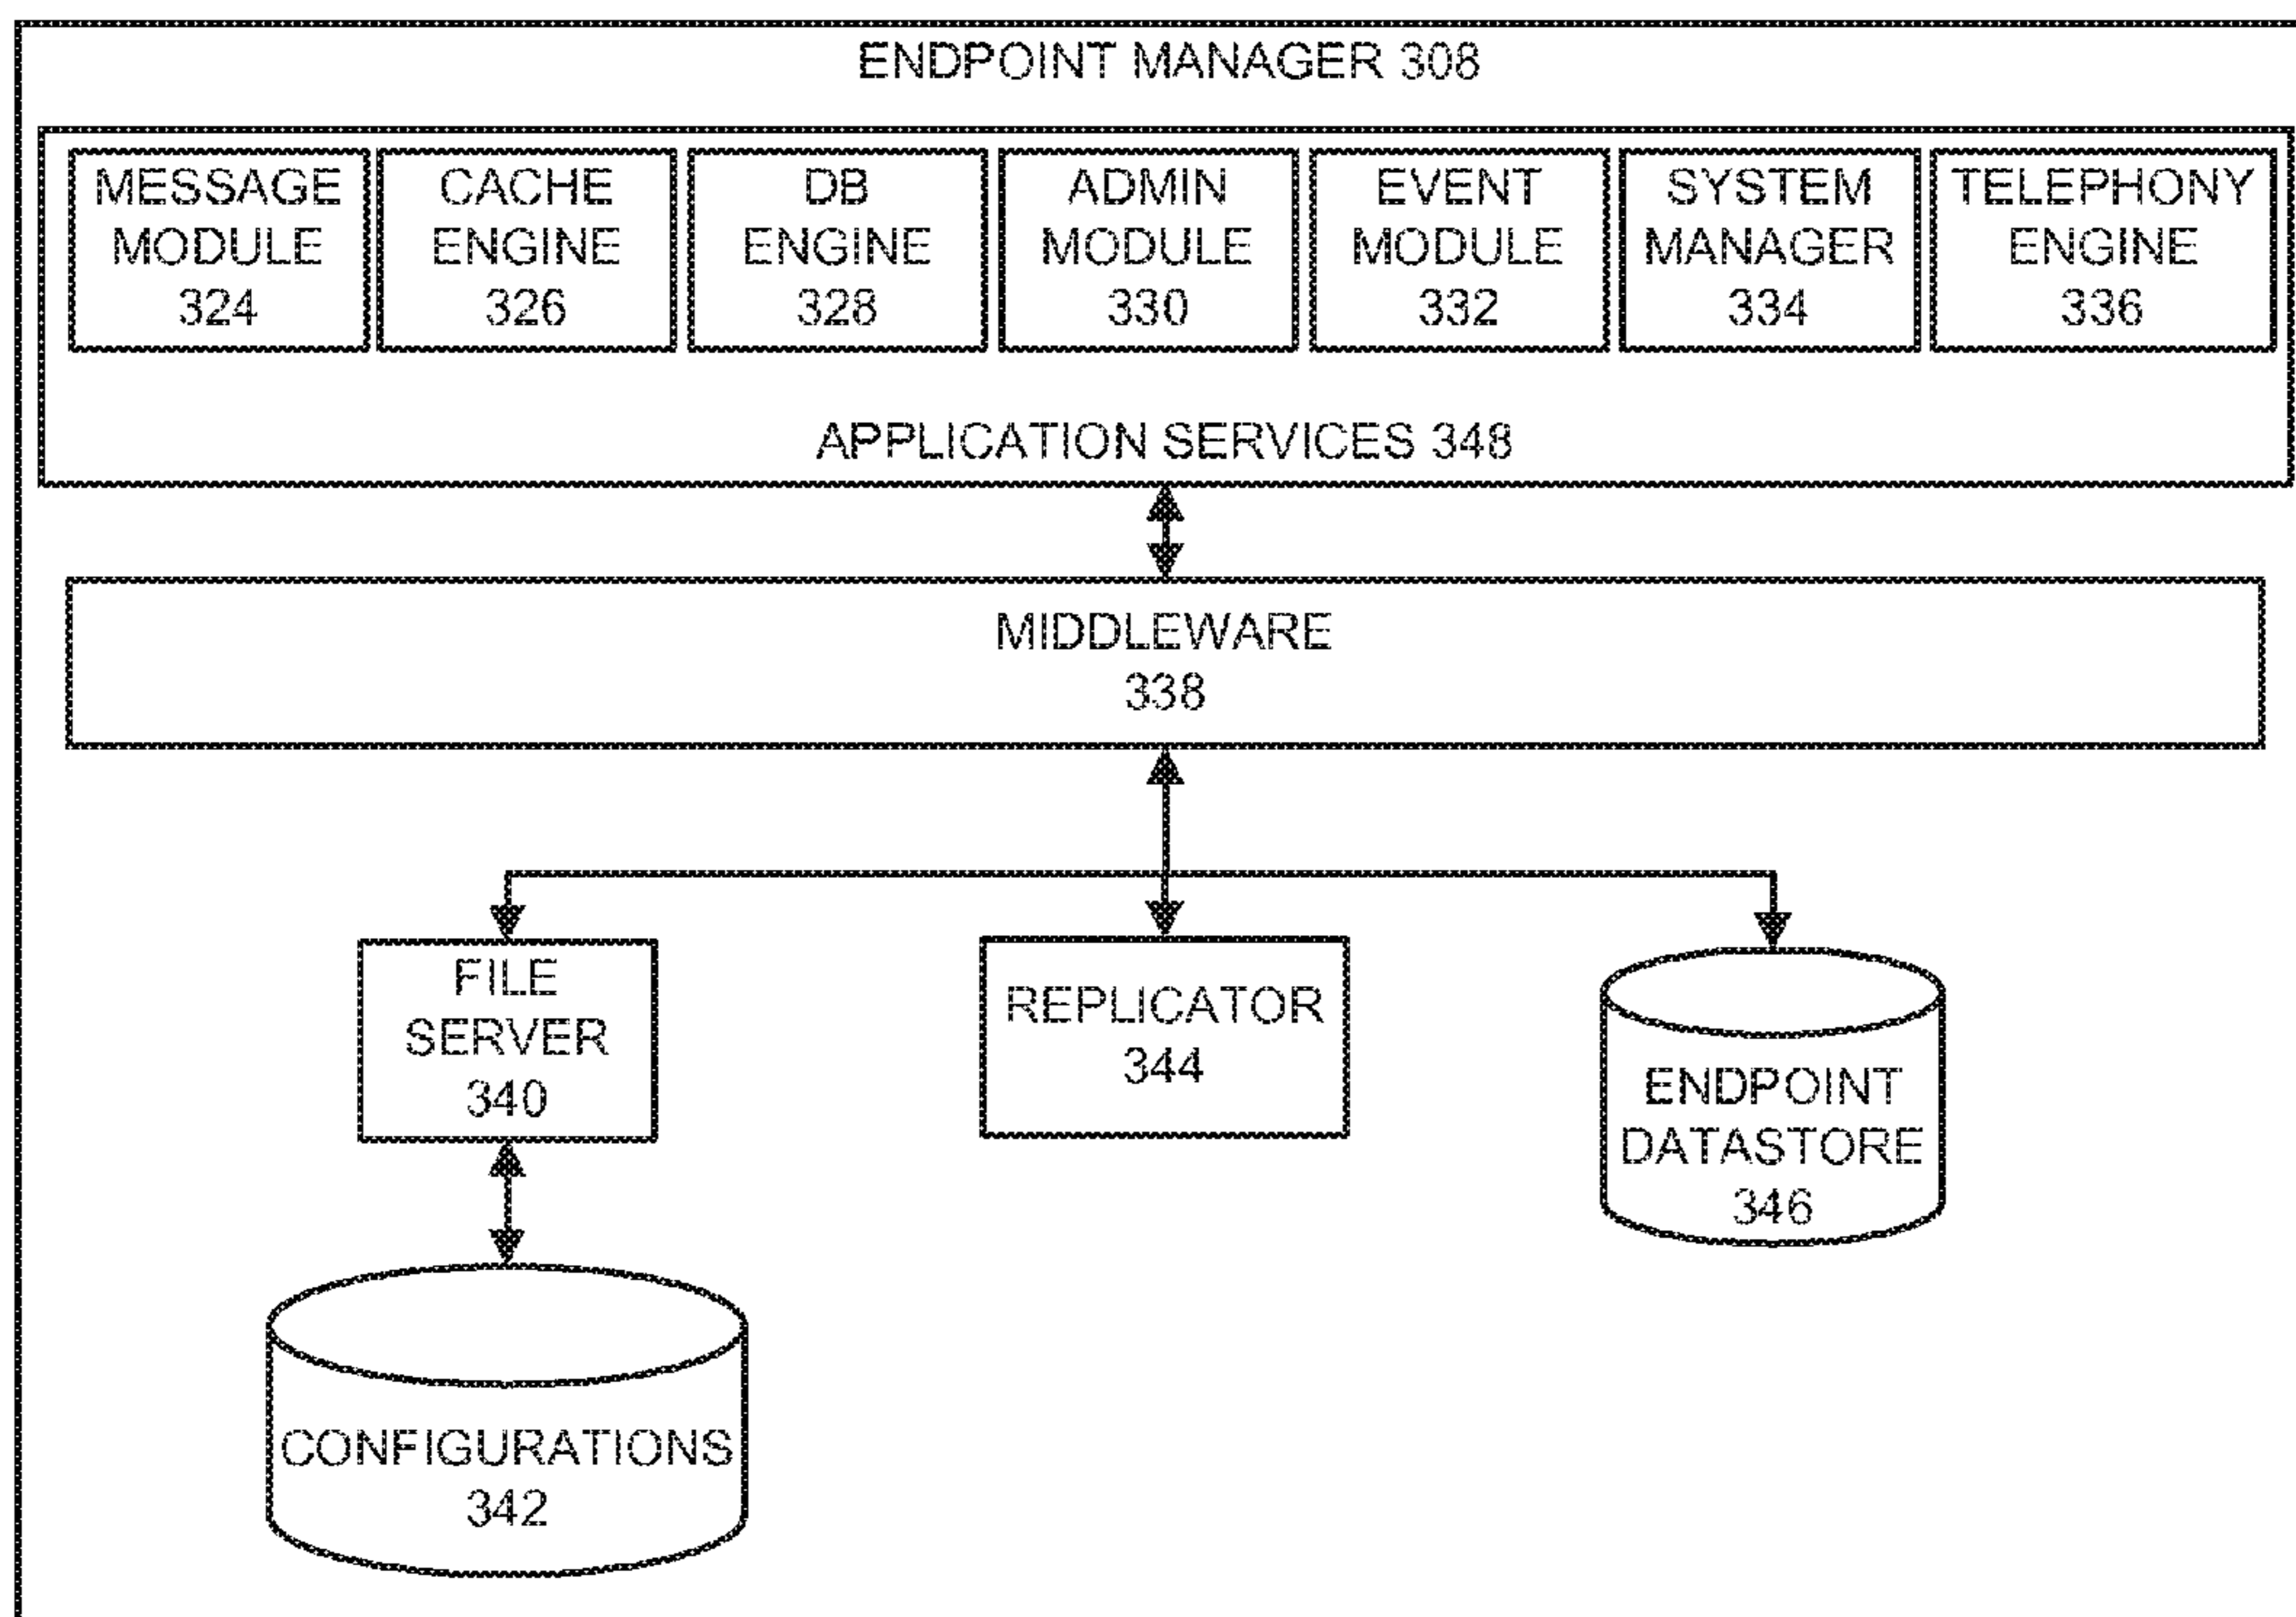 ENDPOINT MANAGER 308
MESSAGE
MODULE
324
CACHE
ENGINE
326
DB
ENGINE
328
ADMIN
MODULE
330
EVENT
MODULE
332
SYSTEM
MANAGER
334
TELEPHONY
ENGINE
336
APPLICATION SERVICES 348
MIDDLEWARE
338
FILE
SERVER
340
REPLICATOR
344
ENDPOINT
DATASTORE
346
CONFIGURATIONS
342